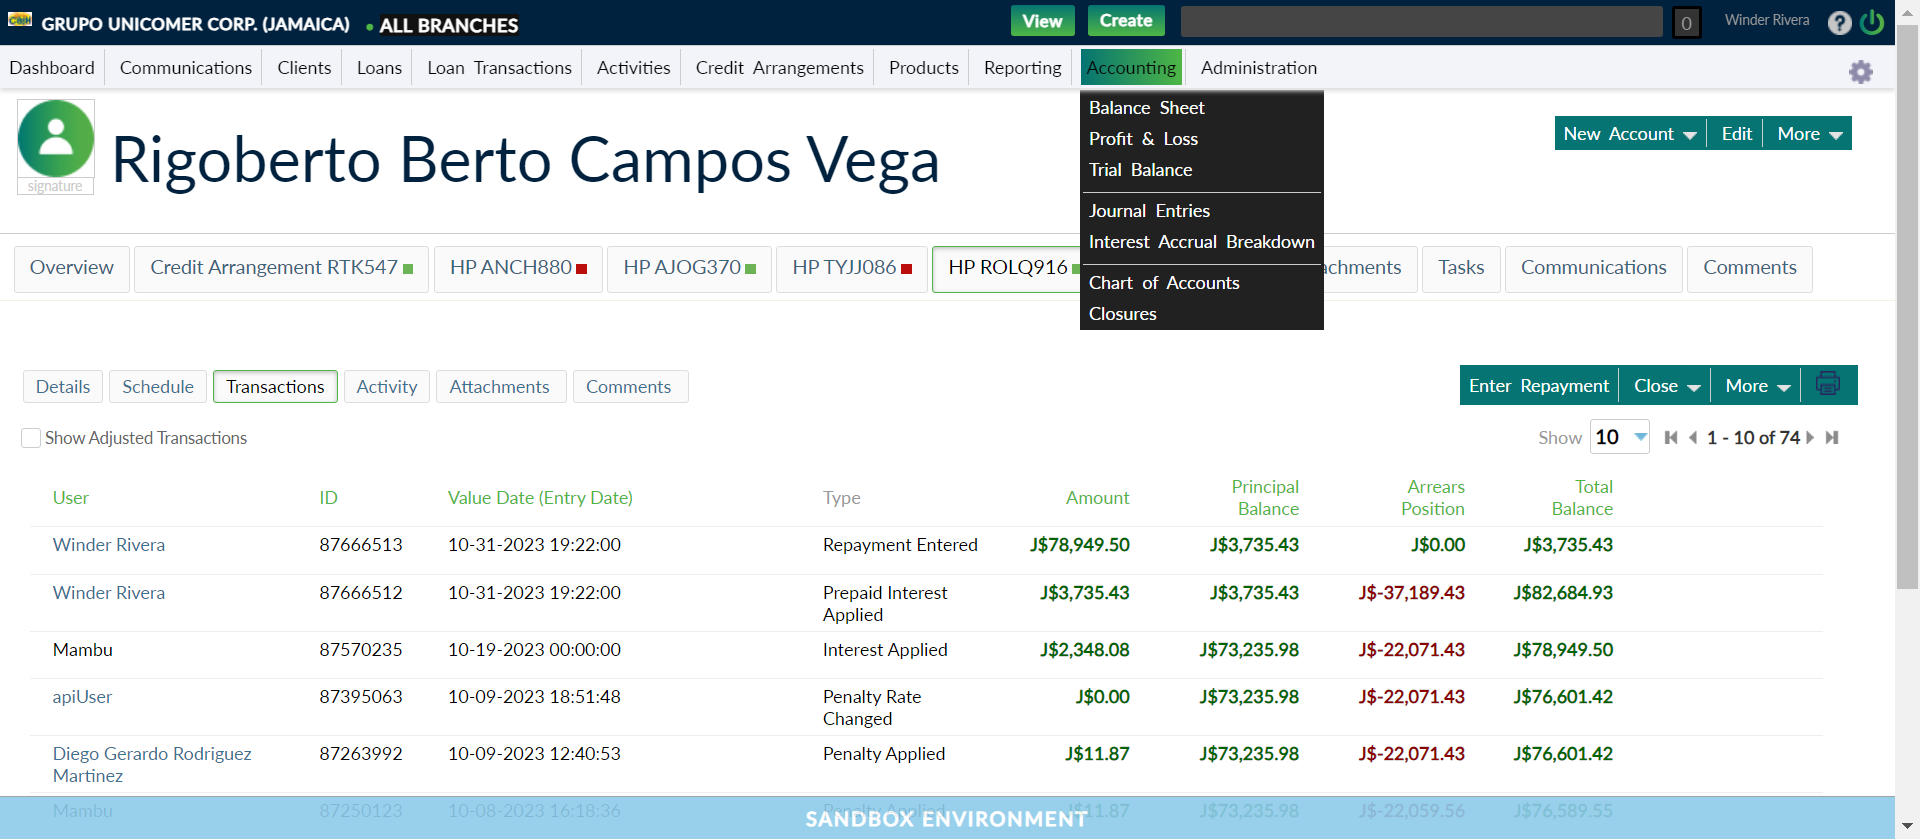 GRUPO UNICOMER CORP. (JAMAICA) ALL BRANCHES View Create 0 Winder Rivera ?
Dashboard Communications Clients Loans Loan Transactions Activities Credit Arrangements Products Reporting Accounting Administration
Balance Sheet
Profit & Loss
Trial Balance
Journal Entries
Interest Accrual Breakdown
Chart of Accounts
Closures
signature
Rigoberto Berto Campos Vega
New Account Edit More
Overview Credit Arrangement RTK547 HP ANCH880 HP AJOG370 HP TYJJ086 HP ROLQ916 achments Tasks Communications Comments
Details Schedule Transactions Activity Attachments Comments
Enter Repayment Close More
Show Adjusted Transactions
Show 10 1 - 10 of 74
User ID Value Date (Entry Date) Type Amount Principal Balance Arrears Position Total Balance
Winder Rivera 87666513 10-31-2023 19:22:00 Repayment Entered J$78,949.50 J$3,735.43 J$0.00 J$3,735.43
Winder Rivera 87666512 10-31-2023 19:22:00 Prepaid Interest Applied J$3,735.43 J$3,735.43 J$-37,189.43 J$82,684.93
Mambu 87570235 10-19-2023 00:00:00 Interest Applied J$2,348.08 J$73,235.98 J$-22,071.43 J$78,949.50
apiUser 87395063 10-09-2023 18:51:48 Penalty Rate Changed J$0.00 J$73,235.98 J$-22,071.43 J$76,601.42
Diego Gerardo Rodriguez Martinez 87263992 10-09-2023 12:40:53 Penalty Applied J$11.87 J$73,235.98 J$-22,071.43 J$76,601.42
Mambu 87250123 10-08-2023 16:18:36 Penalty Applied J$11.87 J$73,235.98 J$-22,059.56 J$76,589.55
SANDBOX ENVIRONMENT